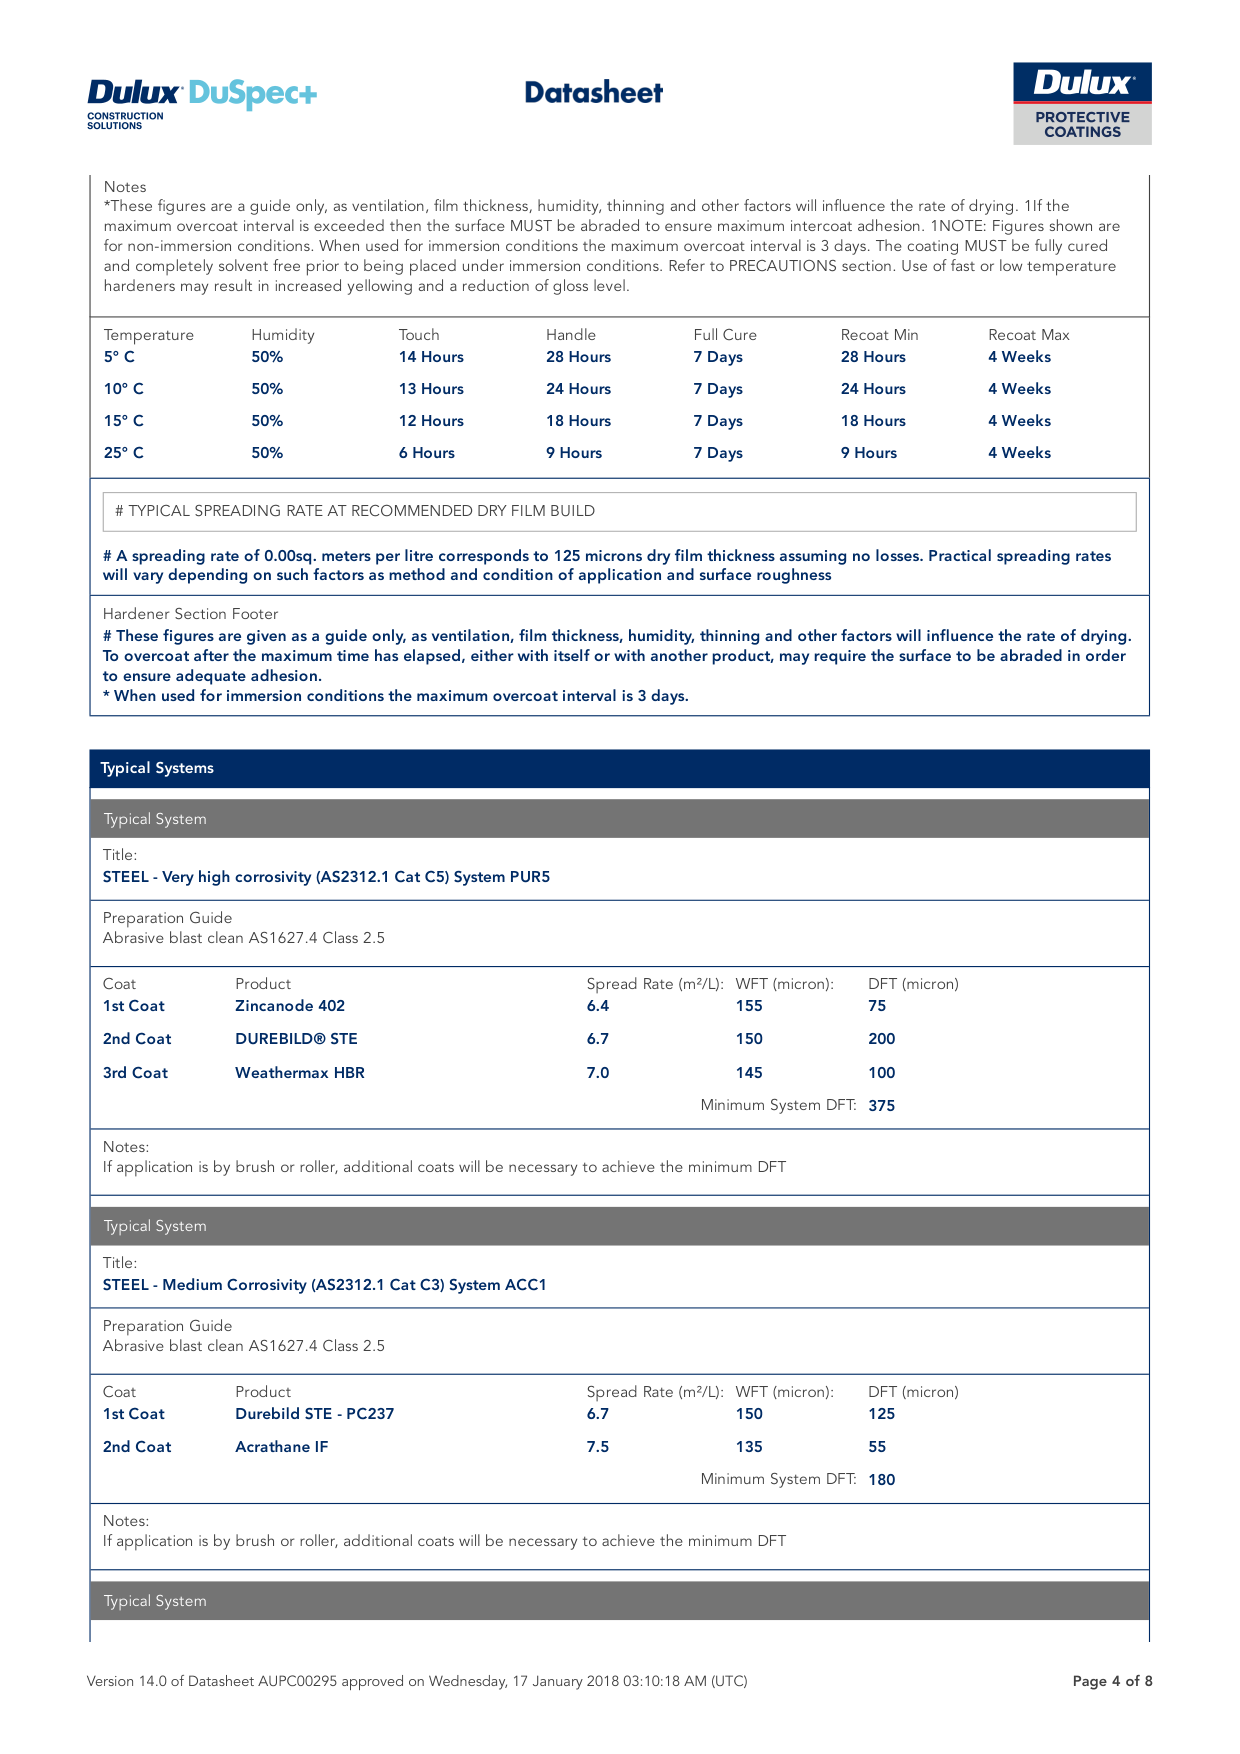 Dulux DuSpec+
CONSTRUCTION
SOLUTIONS
Datasheet
Dulux®
PROTECTIVE
COATINGS
Notes
*These figures are a guide only, as ventilation, film thickness, humidity, thinning and other factors will influence the rate of drying. 1If the
maximum overcoat interval is exceeded then the surface MUST be abraded to ensure maximum intercoat adhesion. 1NOTE: Figures shown are
for non-immersion conditions. When used for immersion conditions the maximum overcoat interval is 3 days. The coating MUST be fully cured
and completely solvent free prior to being placed under immersion conditions. Refer to PRECAUTIONS section. Use of fast or low temperature
hardeners may result in increased yellowing and a reduction of gloss level.
Temperature Humidity Touch Handle Full Cure Recoat Min Recoat Max
5° C 50% 14 Hours 28 Hours 7 Days 28 Hours 4 Weeks
10° C 50% 13 Hours 24 Hours 7 Days 24 Hours 4 Weeks
15° C 50% 12 Hours 18 Hours 7 Days 18 Hours 4 Weeks
25° C 50% 6 Hours 9 Hours 7 Days 9 Hours 4 Weeks
# TYPICAL SPREADING RATE AT RECOMMENDED DRY FILM BUILD
# A spreading rate of 0.00sq. meters per litre corresponds to 125 microns dry film thickness assuming no losses. Practical spreading rates
will vary depending on such factors as method and condition of application and surface roughness
Hardener Section Footer
# These figures are given as a guide only, as ventilation, film thickness, humidity, thinning and other factors will influence the rate of drying.
To overcoat after the maximum time has elapsed, either with itself or with another product, may require the surface to be abraded in order
to ensure adequate adhesion.
* When used for immersion conditions the maximum overcoat interval is 3 days.
Typical Systems
Typical System
Title:
STEEL - Very high corrosivity (AS2312.1 Cat C5) System PUR5
Preparation Guide
Abrasive blast clean AS1627.4 Class 2.5
Coat Product Spread Rate (m²/L): WFT (micron): DFT (micron)
1st Coat Zincanode 402 6.4 155 75
2nd Coat DUREBILD® STE 6.7 150 200
3rd Coat Weathermax HBR 7.0 145 100
Minimum System DFT: 375
Notes:
If application is by brush or roller, additional coats will be necessary to achieve the minimum DFT
Typical System
Title:
STEEL - Medium Corrosivity (AS2312.1 Cat C3) System ACC1
Preparation Guide
Abrasive blast clean AS1627.4 Class 2.5
Coat Product Spread Rate (m²/L): WFT (micron): DFT (micron)
1st Coat Durebild STE - PC237 6.7 150 125
2nd Coat Acrathane IF 7.5 135 55
Minimum System DFT: 180
Notes:
If application is by brush or roller, additional coats will be necessary to achieve the minimum DFT
Typical System
Version 14.0 of Datasheet AUPC00295 approved on Wednesday, 17 January 2018 03:10:18 AM (UTC) Page 4 of 8